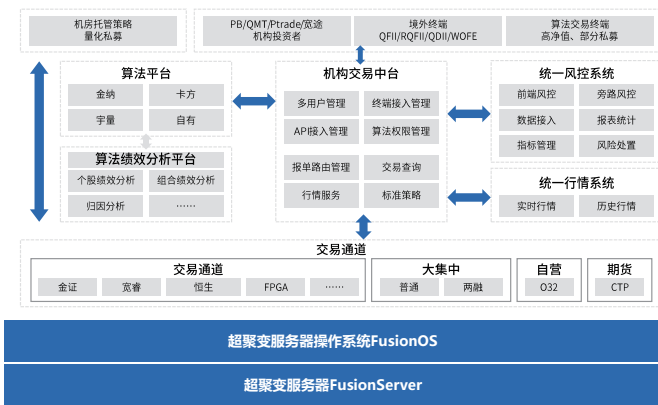 机房托管策略
量化私募
PB/QMT/Ptrade/宽途
机构投资者
境外终端
QFII/RQFII/QDII/WOFE
算法交易终端
高净值、部分私募
算法平台
金纳
卡方
宇量
自有
算法绩效分析平台
个股绩效分析
组合绩效分析
归因分析
……
机构交易中台
多用户管理
终端接入管理
API接入管理
算法权限管理
报单路由管理
交易查询
行情服务
标准策略
统一风控系统
前端风控
旁路风控
数据接入
报表统计
指标管理
风险处置
统一行情系统
实时行情
历史行情
交易通道
交易通道
金证
宽睿
恒生
FPGA
……
大集中
普通
两融
自营
O32
期货
CTP
超聚变服务器操作系统FusionOS
超聚变服务器FusionServer